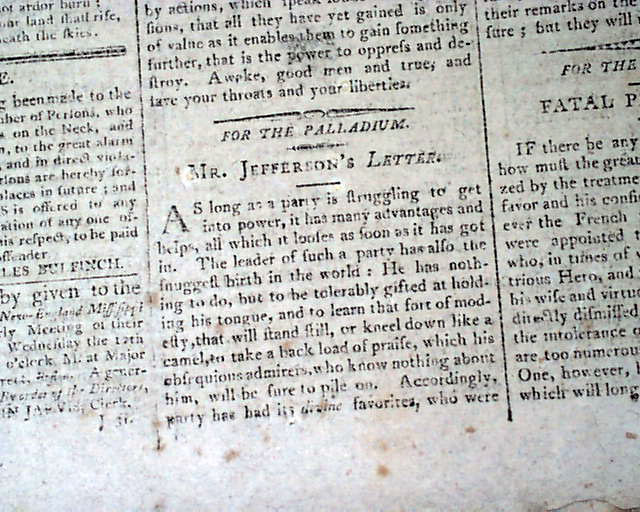 not ardor burn;
your land shall rise,
neath the skies.
E.
g been made to the
ber of Persons, who
s on the Neck, and
n, to the great alarm
and in direct viola-
rsons are hereby for-
places in future; and
S is offered to any
ation of any one of-
his respect, to be paid
offender.
LES BULFINCH.
by given to the
New-England Mississippi
rly Meeting of their
Wednesday the 12th
o'clock, A. M. at Major
A gener-
By order of the Directors,
Clerk.
by actions, which speak
sions, that all they have yet gained is only
of value as it enables them to gain something
further, that is the power to oppress and de-
stroy. Awake, good men and true, and
save your throats and your liberties.
FOR THE PALLADIUM.
MR. JEFFERSON'S LETTER.
AS long as a party is struggling to get
into power, it has many advantages and
helps, all which it looses as soon as it has got
in. The leader of such a party has also the
snuggest birth in the world: He has noth-
ing to do, but to be tolerably gifted at hold-
ing his tongue, and to learn that sort of mod-
esty, that will stand still, or kneel down like a
camel, to take a back load of praise, which his
obsequious admirers, who know nothing about
him, will be sure to pile on. Accordingly,
party has had its divine favorites, who were
their remarks on the
sure; but they will
FOR THE
FATAL
IF there be any
how must the great
zed by the treatme
favor and his confi
ever the French
were appointed t
who, in times of v
trious Hero, and
his wise and virtu
directly dismissed
the intolerance o
are too numerou
One, however, h
which will long